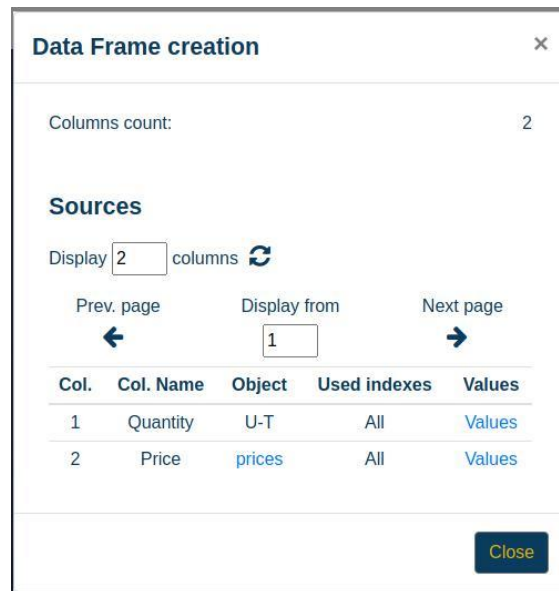 Data Frame creation ×
Columns count: 2
Sources
Display 2 columns
Prev. page Display from Next page
1
Col. Col. Name Object Used indexes Values
1 Quantity U-T All Values
2 Price prices All Values
Close